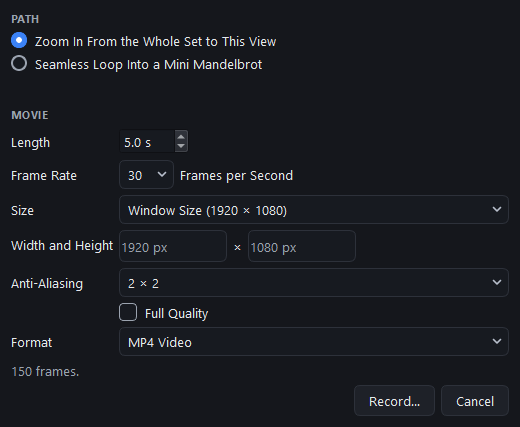 PATH
Zoom In From the Whole Set to This View
Seamless Loop Into a Mini Mandelbrot
MOVIE
Length 5.0 s
Frame Rate 30 Frames per Second
Size Window Size (1920 × 1080)
Width and Height 1920 px × 1080 px
Anti-Aliasing 2 × 2
Full Quality
Format MP4 Video
150 frames.
Record... Cancel